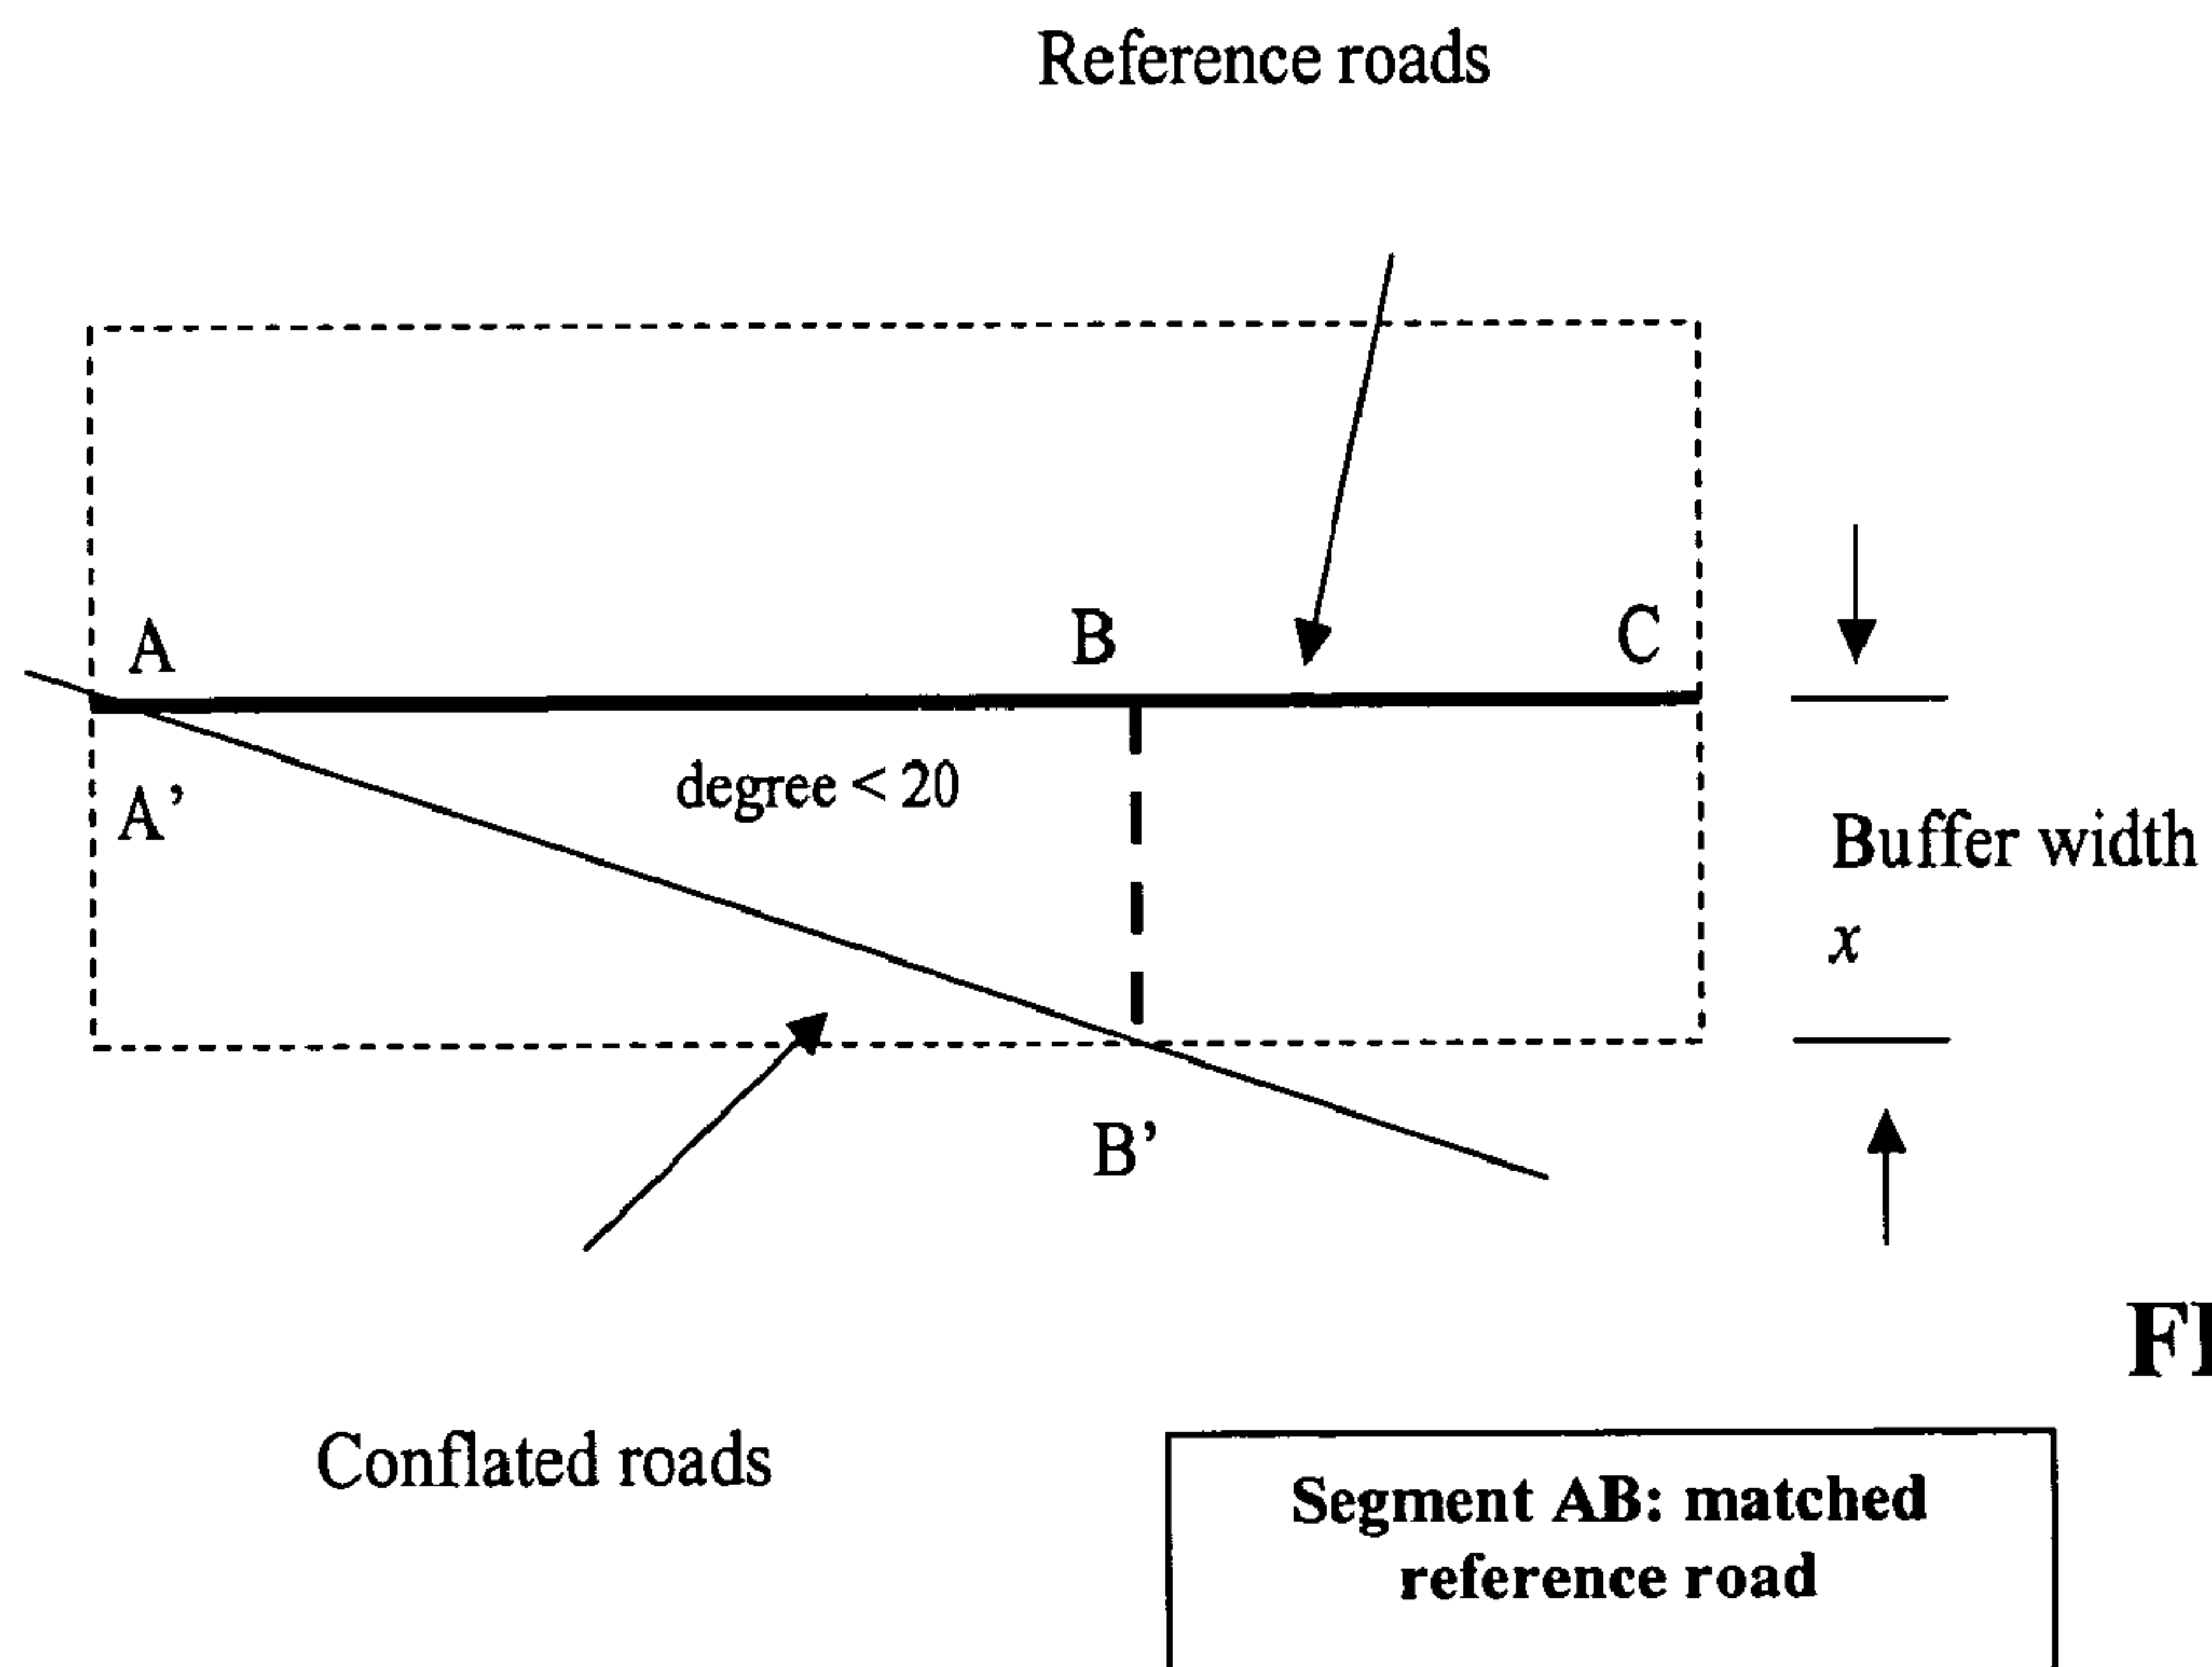 Reference roads
A
B
C
degree < 20
A’
Buffer width
x
B’
Conflated roads
Segment AB: matched
reference road